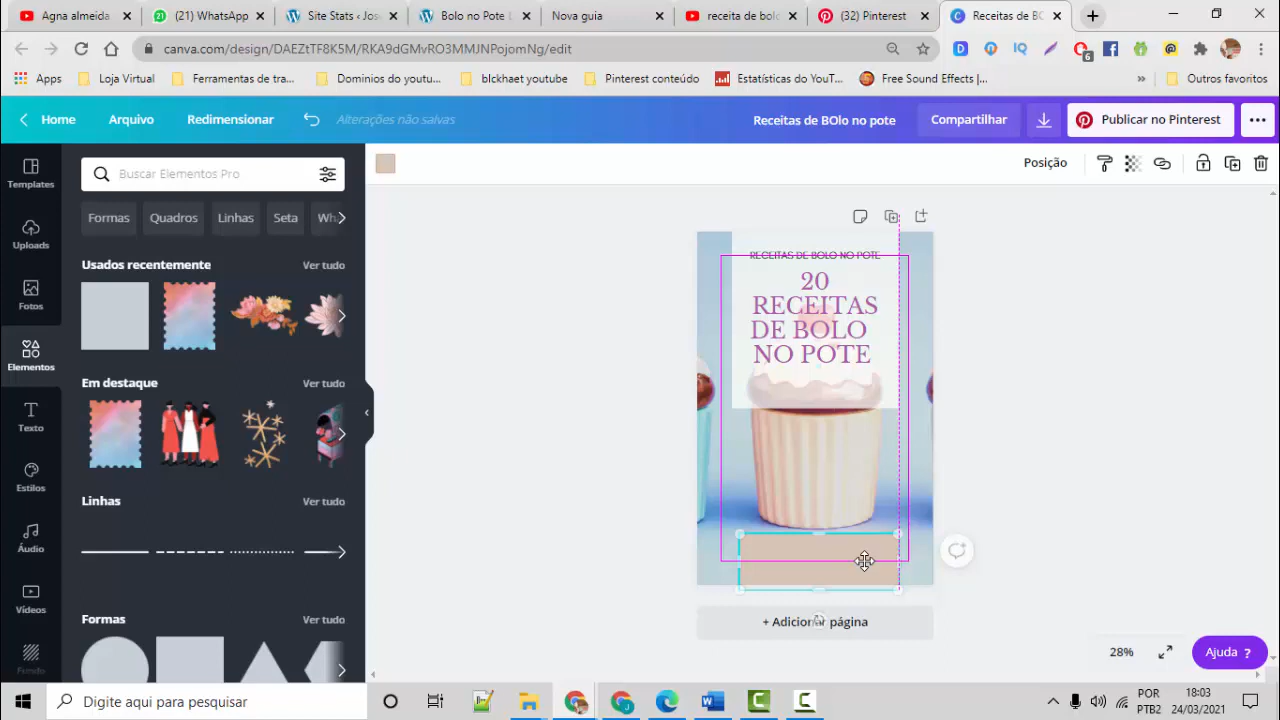 Agna almeida
(21) WhatsApp
Site Stats ‹ Jose
Bolo no Pote D
Nova guia
receita de bolo
(32) Pinterest
Receitas de BO
canva.com/design/DAEZtTF8K5M/RKA9dGMvRO3MMJNPojomNg/edit
Apps
Loja Virtual
Ferramentas de tra...
Dominios do youtu...
blckhaet youtube
Pinterest conteúdo
Estatísticas do YouT...
Free Sound Effects |...
»
Outros favoritos
Home
Arquivo
Redimensionar
Alterações não salvas
Receitas de BOlo no pote
Compartilhar
Publicar no Pinterest
Templates
Uploads
Fotos
Elementos
Texto
Estilos
Áudio
Vídeos
Fundo
Buscar Elementos Pro
Formas
Quadros
Linhas
Seta
Wh
Usados recentemente
Ver tudo
Em destaque
Ver tudo
Linhas
Ver tudo
Formas
Ver tudo
Posição
RECEITAS DE BOLO NO POTE
20
RECEITAS
DE BOLO
NO POTE
+ Adicionar página
28%
Ajuda ?
Digite aqui para pesquisar
POR
PTB2
18:03
24/03/2021